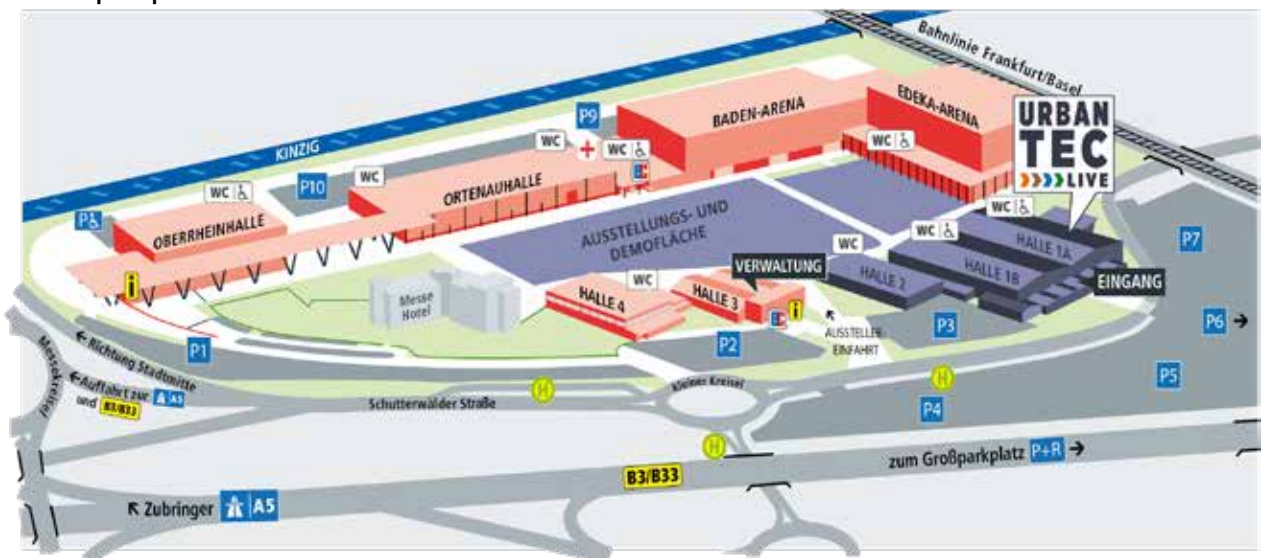 Bahnlinie Frankfurt/Basel
EDEKA-ARENA
BADEN-ARENA
URBAN
TEC
LIVE
P9
WC
WC
WC
KINZIG
WC
P10
WC
ORTENAUHALLE
WC
P
OBERRHEINHALLE
AUSSTELLUNGS- UND
DEMOFLÄCHE
WC
WC
WC
HALLE 1A
P7
VERWALTUNG
HALLE 2
HALLE 1B
EINGANG
i
Messe
Hotel
WC
HALLE 4
HALLE 3
i
AUSSTELLER
EINFAHRT
P3
P6
P1
P2
Messekreisel
Richtung Stadtmitte
Auffahrt zur A5
und B3/B33
H
Kleiner Kreisel
H
P5
Schutterwälder Straße
P4
H
zum Großparkplatz P+R
B3/B33
Zubringer A5